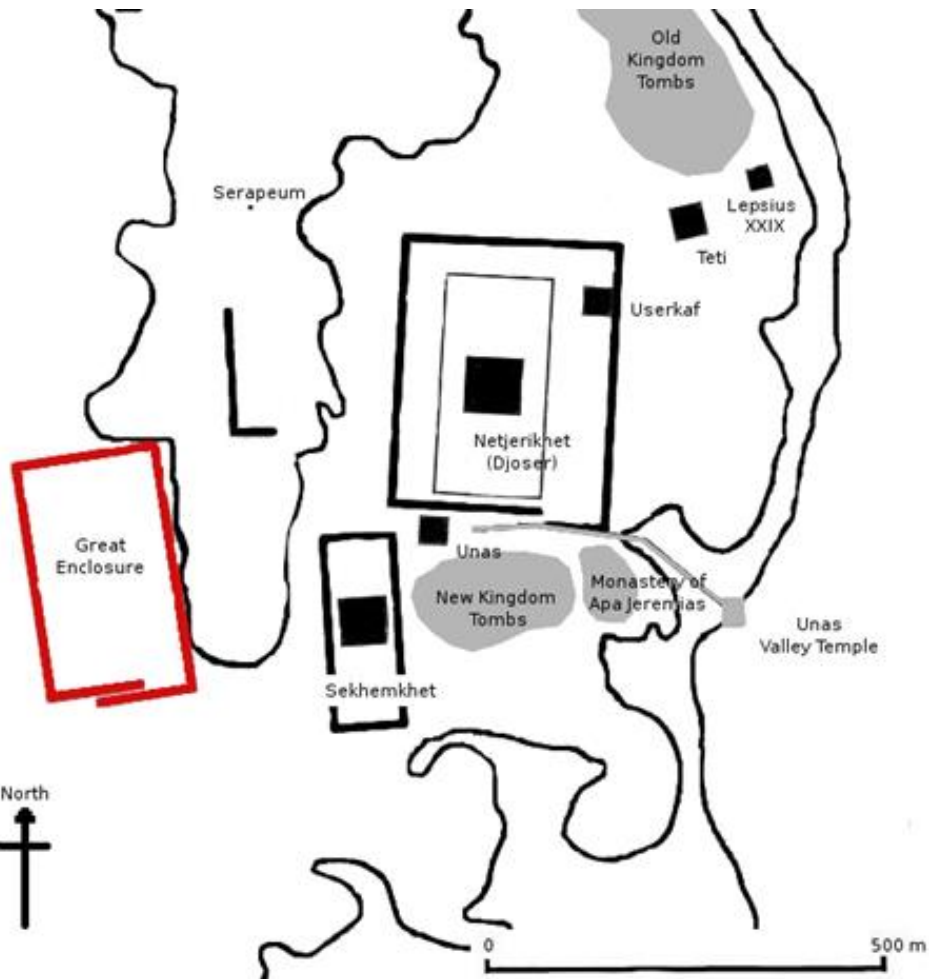 Old
Kingdom
Tombs
Serapeum
Lepsius
XXIX
Teti
Userkaf
Netjerikhet
(Djoser)
Great
Enclosure
Unas
New Kingdom
Tombs
Monastery of
Apa Jeremias
Unas
Valley Temple
Sekhemkhet
North
0
500 m